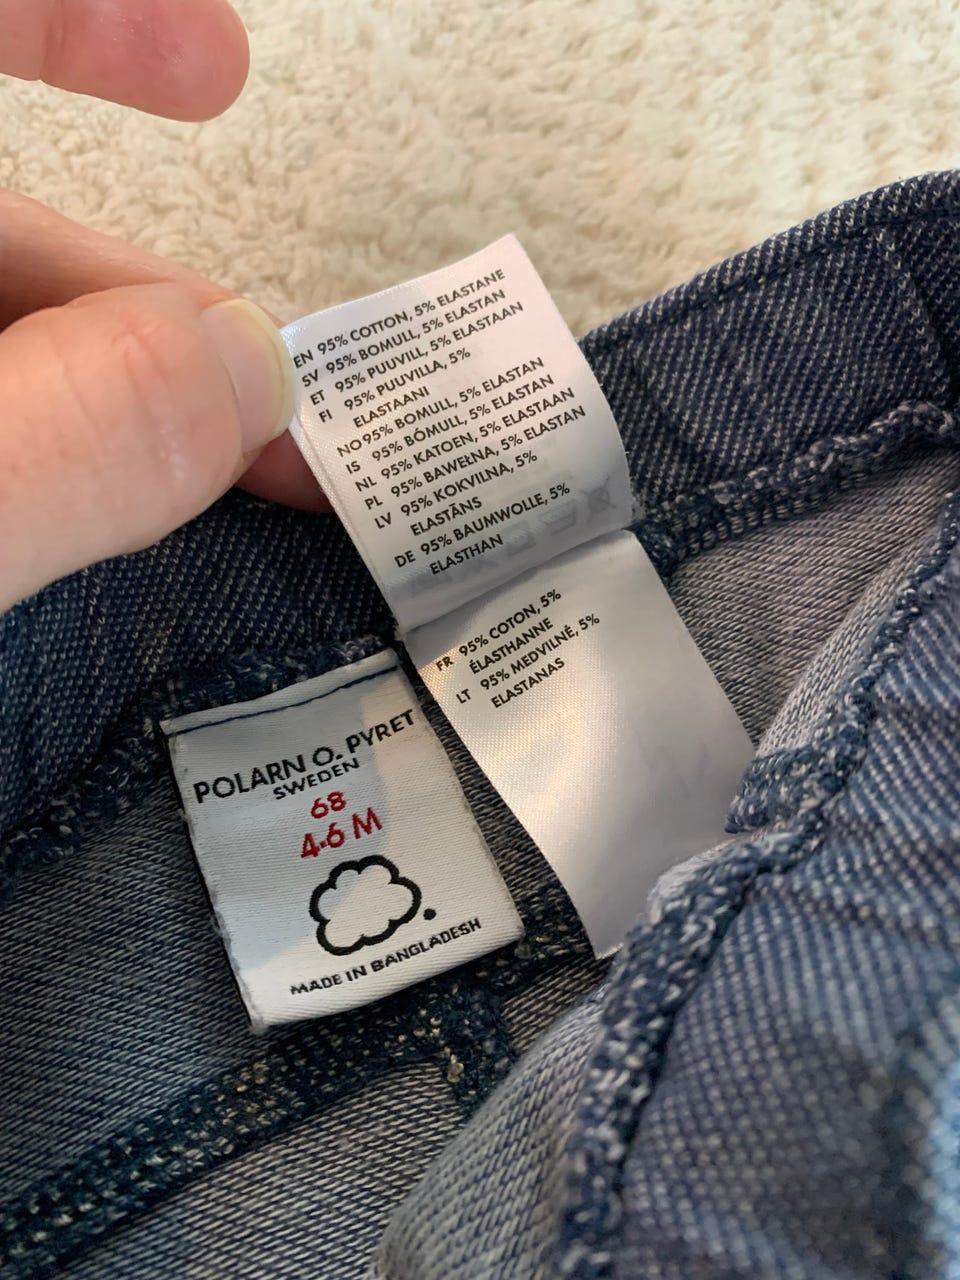 EN 95% COTTON, 5% ELASTANE
SV 95% BOMULL, 5% ELASTAN
ET 95% PUUVILL, 5% ELASTAAN
FI 95% PUUVILLA, 5%
ELASTAANI
NO95% BOMULL, 5% ELASTAN
IS 95% BÓMULL, 5% ELASTAN
NL 95% KATOEN, 5% ELASTAAN
PL 95% BAWEŁNA, 5% ELASTAN
LV 95% KOKVILNA, 5%
ELASTĀNS
DE 95% BAUMWOLLE, 5%
ELASTHAN
FR 95% COTON, 5%
ÉLASTHANNE
LT 95% MEDVILNĖ, 5%
ELASTANAS
POLARN O. PYRET
SWEDEN
68
4-6 M
MADE IN BANGLADESH